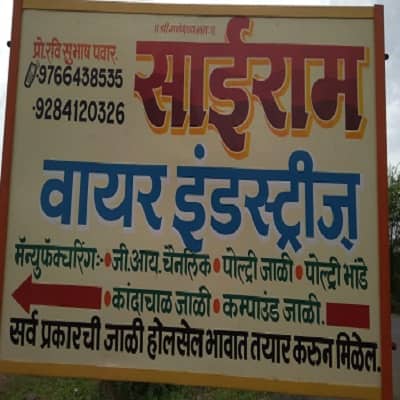 ॥ श्री गणेशाय नमः ॥
प्रो. रवि सुभाष पवार.
9766438535
9284120326
साईराम
वायर इंडस्ट्रीज्
मॅन्युफॅक्चरिंग:- • जी.आय. चैनलिंक • पोल्ट्री जाळी • पोल्ट्री भांडे
• कांदाचाळ जाळी • कम्पाउंड जाळी.
सर्व प्रकारची जाळी होलसेल भावात तयार करुन मिळेल.